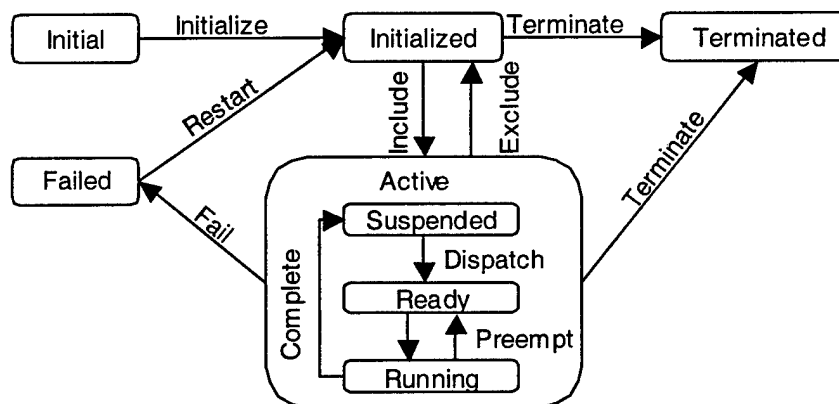 Initial
Initialize
Initialized
Terminate
Terminated
Restart
Include
Exclude
Failed
Active
Terminate
Fail
Suspended
Dispatch
Complete
Ready
Preempt
Running